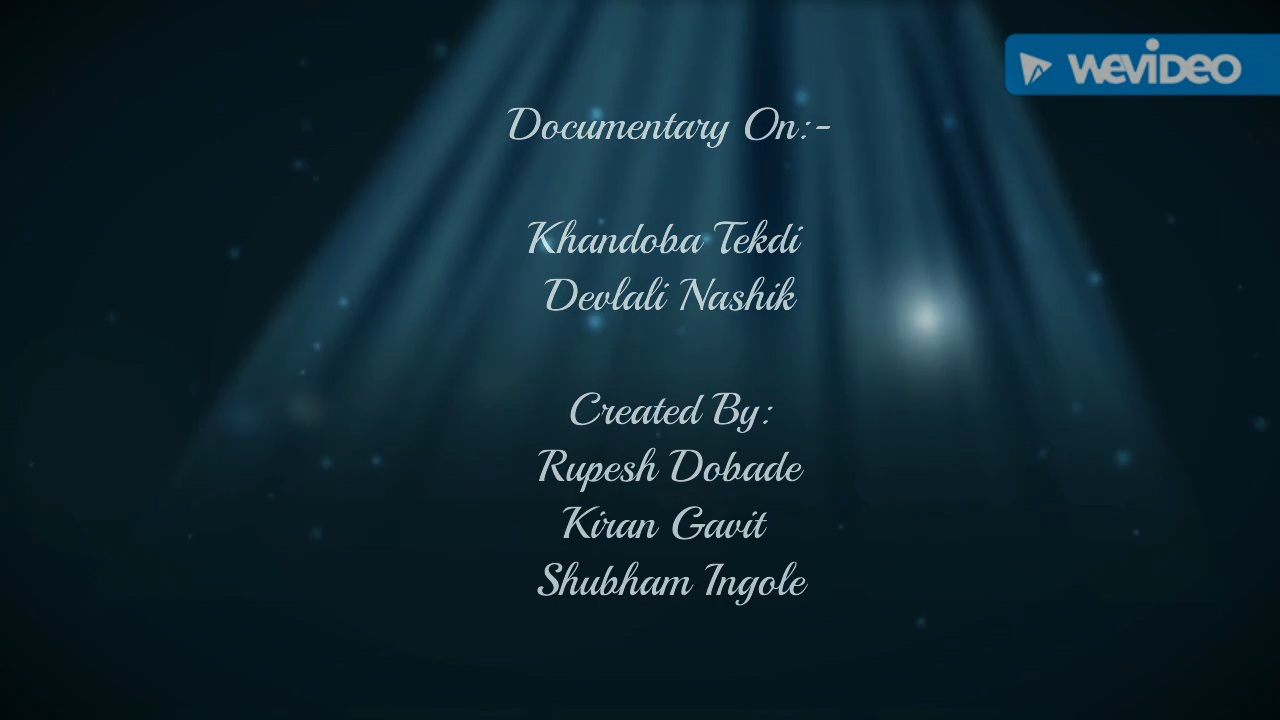 WEVIDEO
Documentary On:-
Khandoba Tekdi
Devlali Nashik
Created By:
Rupesh Dobade
Kiran Gavit
Shubham Ingole